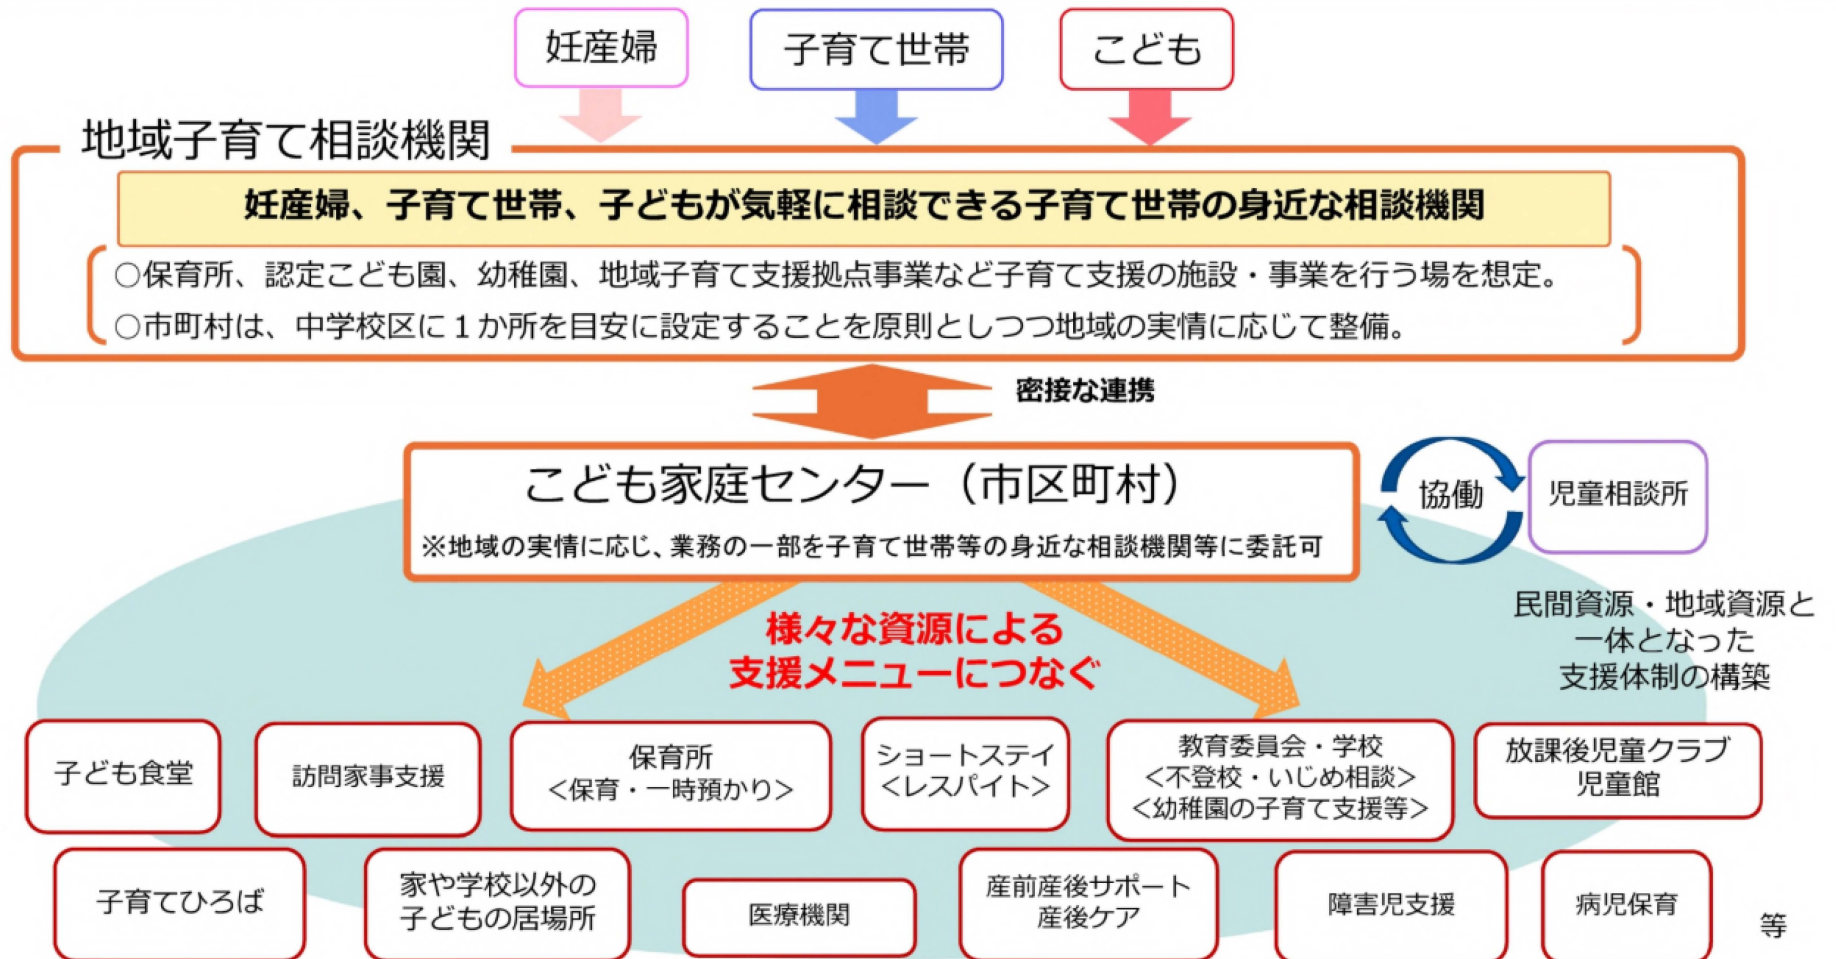 妊産婦
子育て世帯
こども
地域子育て相談機関
妊産婦、子育て世帯、子どもが気軽に相談できる子育て世帯の身近な相談機関
○保育所、認定こども園、幼稚園、地域子育て支援拠点事業など子育て支援の施設・事業を行う場を想定。
○市町村は、中学校区に１か所を目安に設定することを原則としつつ地域の実情に応じて整備。
密接な連携
こども家庭センター（市区町村）
※地域の実情に応じ、業務の一部を子育て世帯等の身近な相談機関等に委託可
協働
児童相談所
様々な資源による
支援メニューにつなぐ
民間資源・地域資源と
一体となった
支援体制の構築
子ども食堂
訪問家事支援
保育所
<保育・一時預かり>
ショートステイ
<レスパイト>
教育委員会・学校
<不登校・いじめ相談>
<幼稚園の子育て支援等>
放課後児童クラブ
児童館
子育てひろば
家や学校以外の
子どもの居場所
医療機関
産前産後サポート
産後ケア
障害児支援
病児保育
等